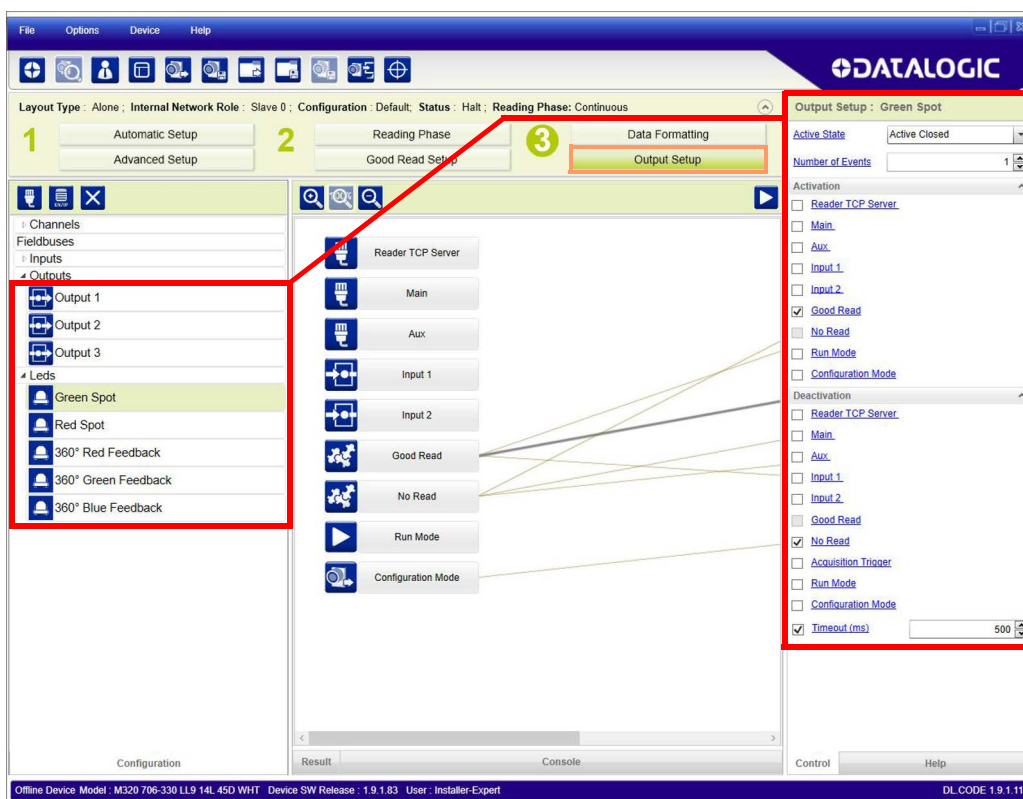 File Options Device Help
DATALOGIC
Layout Type : Alone ; Internal Network Role : Slave 0 ; Configuration : Default; Status : Halt ; Reading Phase: Continuous
1 Automatic Setup
Advanced Setup
2 Reading Phase
Good Read Setup
3 Data Formatting
Output Setup
Channels
Fieldbuses
Inputs
Outputs
Output 1
Output 2
Output 3
Leds
Green Spot
Red Spot
360° Red Feedback
360° Green Feedback
360° Blue Feedback
Configuration
Reader TCP Server
Main
Aux
Input 1
Input 2
Good Read
No Read
Run Mode
Configuration Mode
Result Console
Output Setup : Green Spot
Active State Active Closed
Number of Events 1
Activation
Reader TCP Server
Main
Aux
Input 1
Input 2
Good Read
No Read
Run Mode
Configuration Mode
Deactivation
Reader TCP Server
Main
Aux
Input 1
Input 2
Good Read
No Read
Acquisition Trigger
Run Mode
Configuration Mode
Timeout (ms) 500
Control Help
Offline Device Model : M320 706-330 LL9 14L 45D WHT Device SW Release : 1.9.1.83 User : Installer-Expert DL.CODE 1.9.1.11